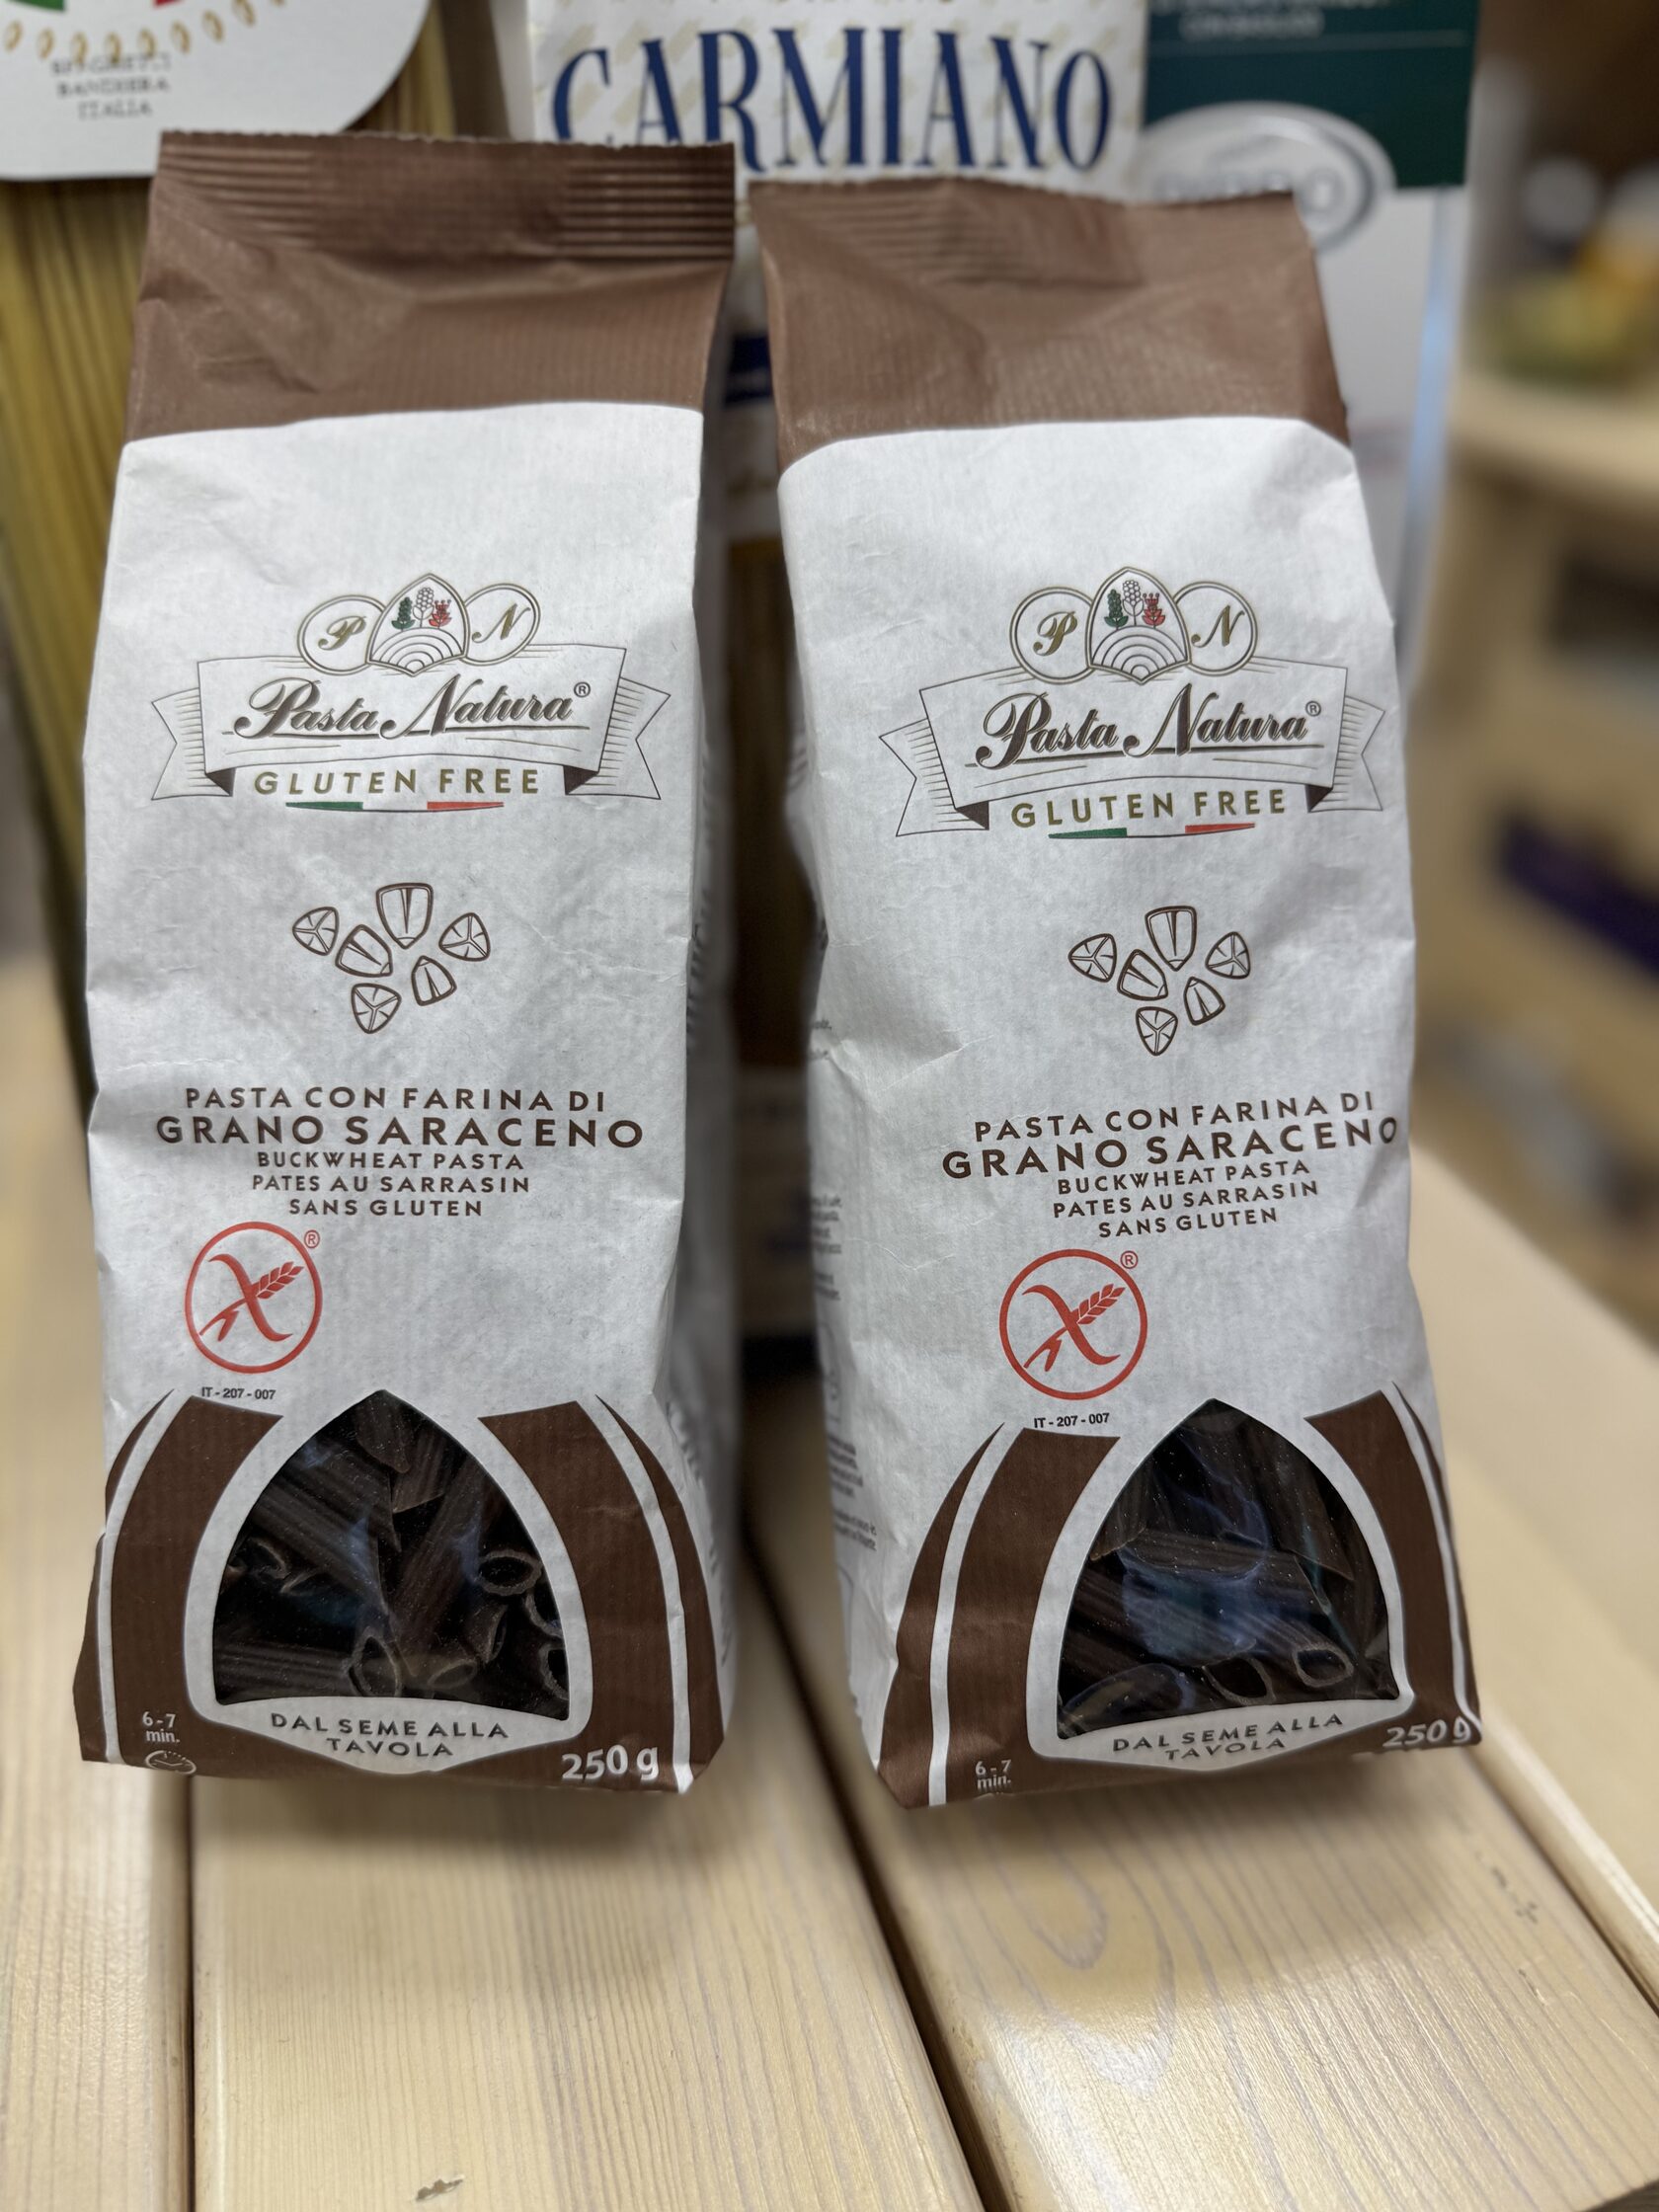 SPAGHETTI
BANDIERA
ITALIA
CARMIANO
P N
Pasta Natura®
GLUTEN FREE
PASTA CON FARINA DI
GRANO SARACENO
BUCKWHEAT PASTA
PATES AU SARRASIN
SANS GLUTEN
®
IT - 207 - 007
6 - 7
min.
DAL SEME ALLA
TAVOLA
250 g
P N
Pasta Natura®
GLUTEN FREE
PASTA CON FARINA DI
GRANO SARACENO
BUCKWHEAT PASTA
PATES AU SARRASIN
SANS GLUTEN
®
IT - 207 - 007
6 - 7
min.
DAL SEME ALLA
TAVOLA
250 g